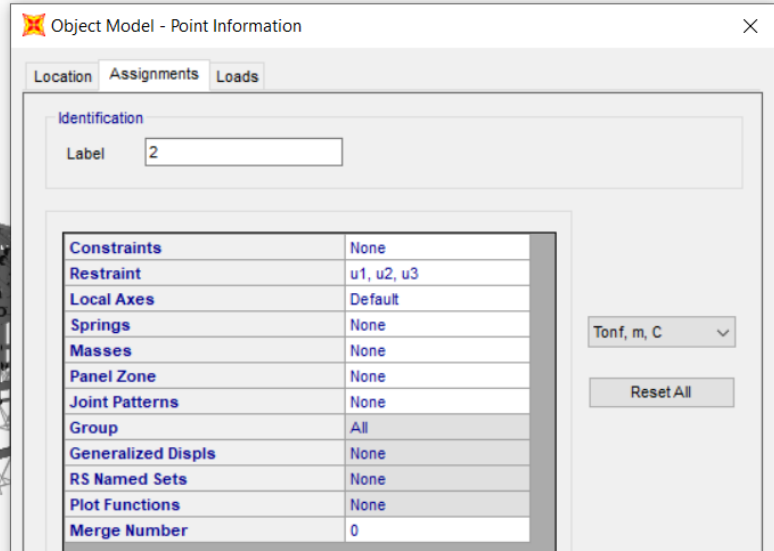 Object Model - Point Information
Location Assignments Loads
Identification
Label 2
Constraints None
Restraint u1, u2, u3
Local Axes Default
Springs None
Masses None
Panel Zone None
Joint Patterns None
Group All
Generalized Displs None
RS Named Sets None
Plot Functions None
Merge Number 0
Tonf, m, C
Reset All